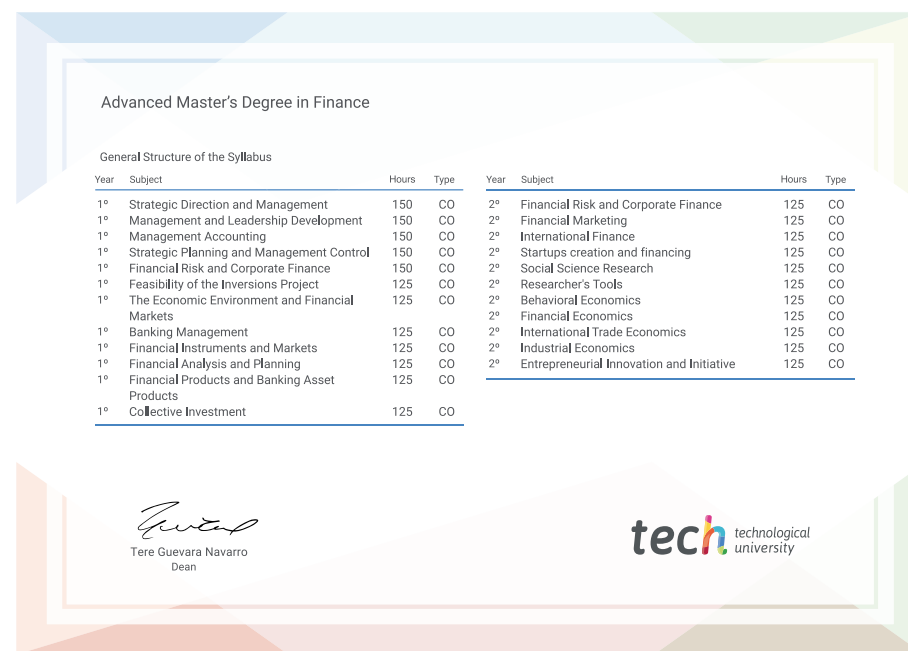 Advanced Master's Degree in Finance
General Structure of the Syllabus
Year Subject Hours Type
1º Strategic Direction and Management 150 CO
1º Management and Leadership Development 150 CO
1º Management Accounting 150 CO
1º Strategic Planning and Management Control 150 CO
1º Financial Risk and Corporate Finance 150 CO
1º Feasibility of the Inversions Project 125 CO
1º The Economic Environment and Financial 125 CO
Markets
1º Banking Management 125 CO
1º Financial Instruments and Markets 125 CO
1º Financial Analysis and Planning 125 CO
1º Financial Products and Banking Asset 125 CO
Products
1º Collective Investment 125 CO
Year Subject Hours Type
2º Financial Risk and Corporate Finance 125 CO
2º Financial Marketing 125 CO
2º International Finance 125 CO
2º Startups creation and financing 125 CO
2º Social Science Research 125 CO
2º Researcher's Tools 125 CO
2º Behavioral Economics 125 CO
2º Financial Economics 125 CO
2º International Trade Economics 125 CO
2º Industrial Economics 125 CO
2º Entrepreneurial Innovation and Initiative 125 CO
Tere Guevara Navarro
Dean
tech technological
university